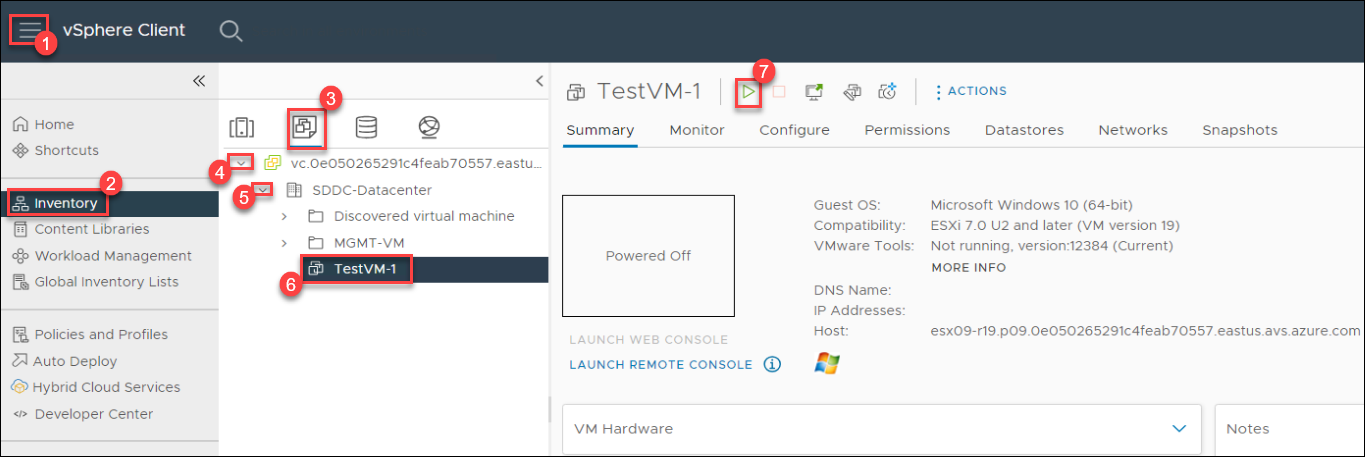 1
vSphere Client
Home
Shortcuts
2
Inventory
Content Libraries
Workload Management
Global Inventory Lists
Policies and Profiles
Auto Deploy
Hybrid Cloud Services
</> Developer Center
3
4
vc.0e050265291c4feab70557.eastu...
5
SDDC-Datacenter
Discovered virtual machine
MGMT-VM
6
TestVM-1
TestVM-1
7
ACTIONS
Summary Monitor Configure Permissions Datastores Networks Snapshots
Powered Off
Guest OS: Microsoft Windows 10 (64-bit)
Compatibility: ESXi 7.0 U2 and later (VM version 19)
VMware Tools: Not running, version:12384 (Current)
MORE INFO
DNS Name:
IP Addresses:
Host: esx09-r19.p09.0e050265291c4feab70557.eastus.avs.azure.com
LAUNCH WEB CONSOLE
LAUNCH REMOTE CONSOLE
VM Hardware
Notes